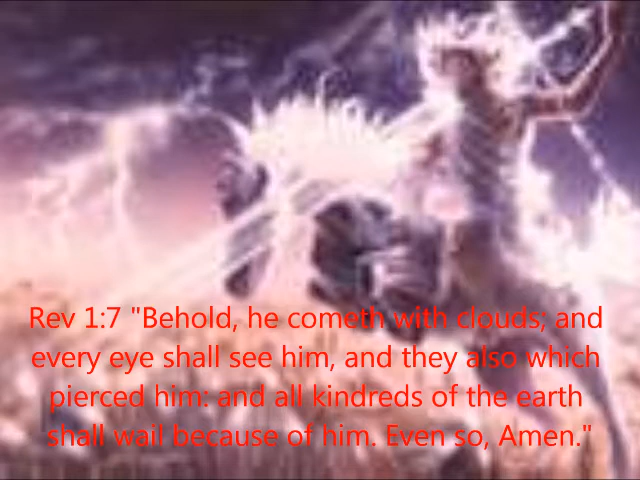 Rev 1:7 "Behold, he cometh with clouds; and
every eye shall see him, and they also which
pierced him: and all kindreds of the earth
shall wail because of him. Even so, Amen."